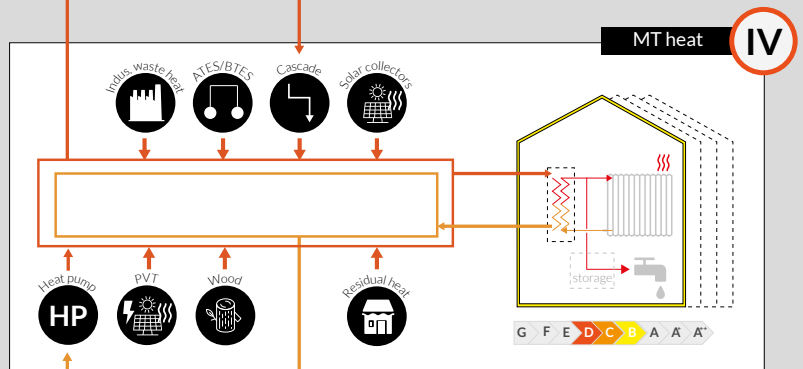 MT heat
IV
Indus. waste heat
ATES/BTES
Cascade
Solar collectors
Heat pump
HP
PVT
Wood
Residual heat
storage
G F E D C B A A+ A++